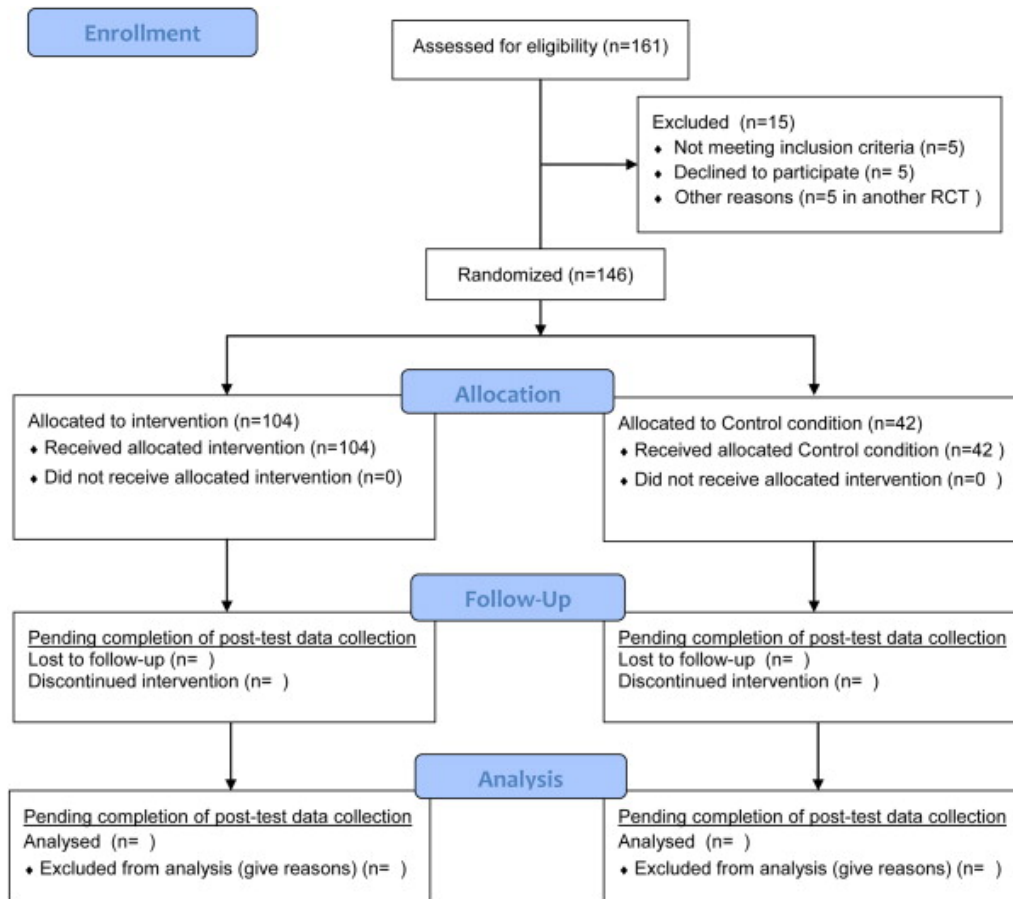 Enrollment
Assessed for eligibility (n=161)
Excluded (n=15)
♦ Not meeting inclusion criteria (n=5)
♦ Declined to participate (n= 5)
♦ Other reasons (n=5 in another RCT )
Randomized (n=146)
Allocation
Allocated to intervention (n=104)
♦ Received allocated intervention (n=104)
♦ Did not receive allocated intervention (n=0)
Allocated to Control condition (n=42)
♦ Received allocated Control condition (n=42 )
♦ Did not receive allocated intervention (n=0 )
Follow-Up
Pending completion of post-test data collection
Lost to follow-up (n= )
Discontinued intervention (n= )
Pending completion of post-test data collection
Lost to follow-up (n= )
Discontinued intervention (n= )
Analysis
Pending completion of post-test data collection
Analysed (n= )
♦ Excluded from analysis (give reasons) (n= )
Pending completion of post-test data collection
Analysed (n= )
♦ Excluded from analysis (give reasons) (n= )